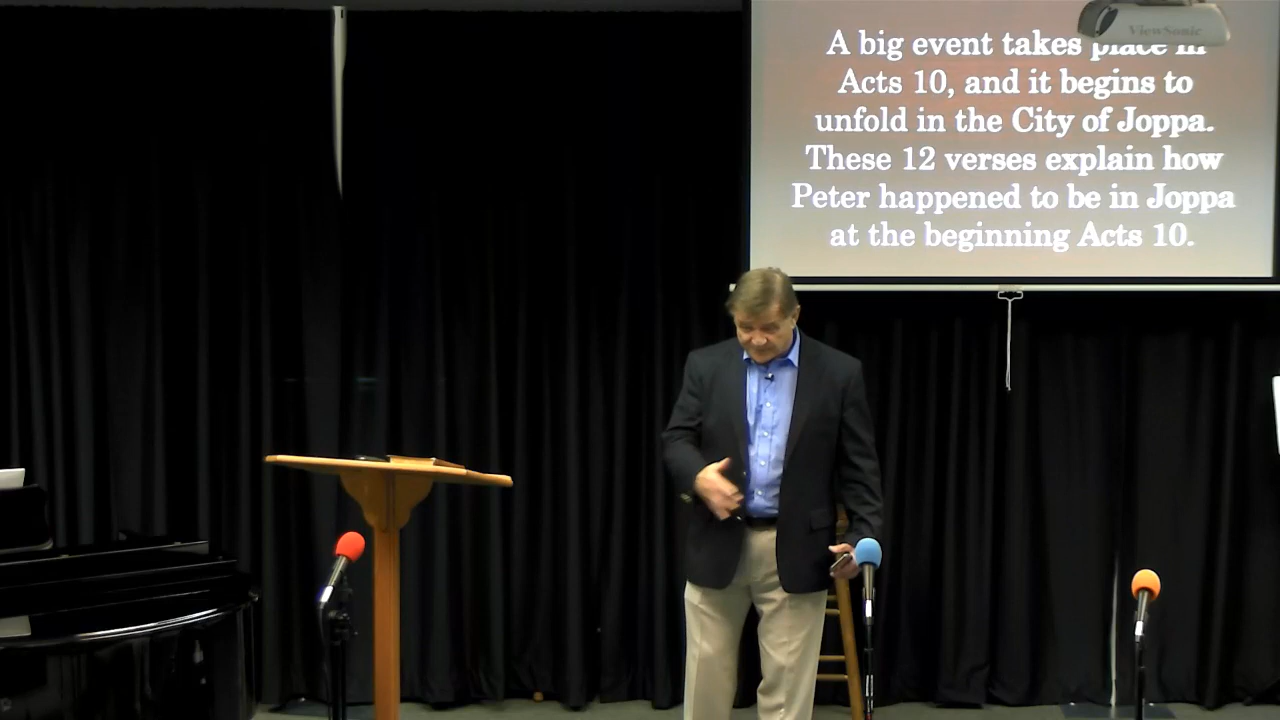 ViewSonic
A big event takes place in
Acts 10, and it begins to
unfold in the City of Joppa.
These 12 verses explain how
Peter happened to be in Joppa
at the beginning Acts 10.